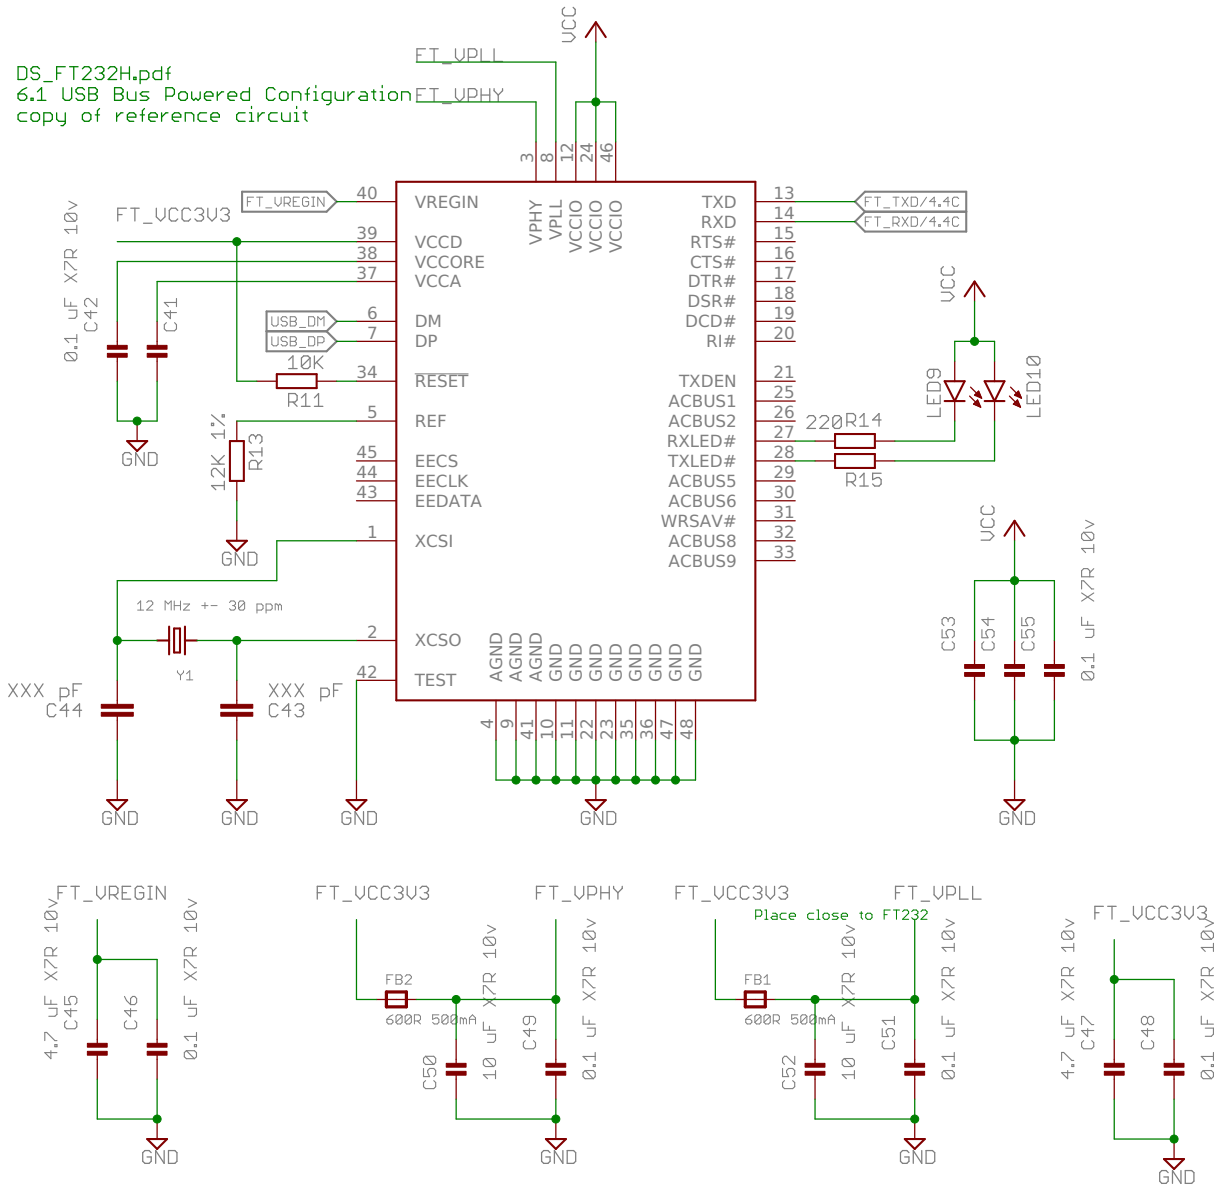 DS_FT232H.pdf
6.1 USB Bus Powered Configuration
copy of reference circuit
FT_VPLL
FT_VPHY
VCC
3
8
12
24
46
VPHY
VPLL
VCCIO
VCCIO
VCCIO
FT_VREGIN
40
VREGIN
FT_VCC3V3
39
VCCD
38
VCCORE
37
VCCA
0.1 uF X7R 10v
C42
C41
GND
USB_DM
6
DM
USB_DP
7
DP
10K
R11
34
RESET
5
REF
12K 1%
R13
GND
45
EECS
44
EECLK
43
EEDATA
1
XCSI
12 MHz +- 30 ppm
Y1
2
XCSO
42
TEST
XXX pF
C44
XXX pF
C43
GND
GND
GND
TXD
13
FT_TXD/4.4C
RXD
14
FT_RXD/4.4C
RTS#
15
CTS#
16
DTR#
17
DSR#
18
DCD#
19
RI#
20
TXDEN
21
ACBUS1
25
ACBUS2
26
RXLED#
27
TXLED#
28
ACBUS5
29
ACBUS6
30
WRSAV#
31
ACBUS8
32
ACBUS9
33
220
R14
R15
VCC
LED9
LED10
AGND
AGND
AGND
GND
GND
GND
GND
GND
GND
GND
GND
4
9
41
10
11
22
23
35
36
47
48
GND
VCC
C53
C54
C55
0.1 uF X7R 10v
GND
FT_VREGIN
4.7 uF X7R 10v
C45
C46
0.1 uF X7R 10v
GND
FT_VCC3V3
FT_VPHY
FB2
600R 500mA
C50
10 uF X7R 10v
C49
0.1 uF X7R 10v
GND
FT_VCC3V3
FT_VPLL
Place close to FT232
FB1
600R 500mA
C52
10 uF X7R 10v
C51
0.1 uF X7R 10v
GND
FT_VCC3V3
4.7 uF X7R 10v
C47
C48
0.1 uF X7R 10v
GND